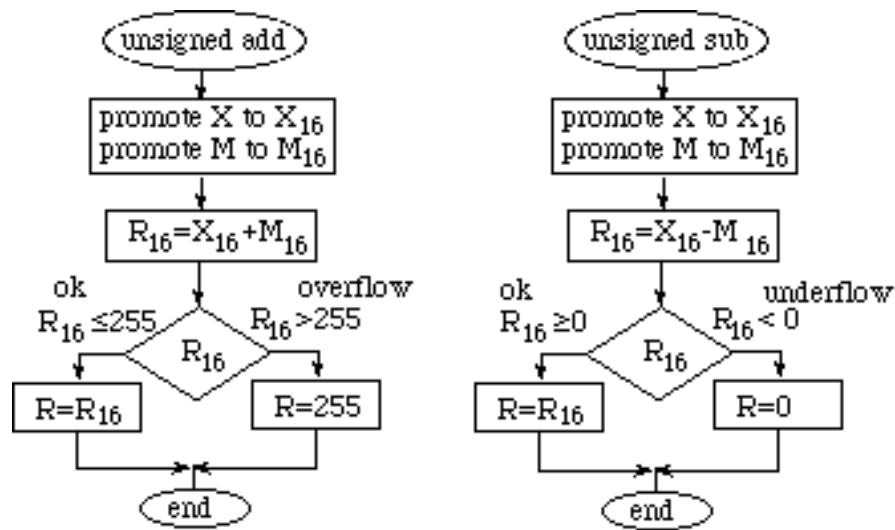 unsigned add
promote X to X16
promote M to M16
R16=X16+M16
ok
R16≤255
overflow
R16>255
R16
R=R16
R=255
end
unsigned sub
promote X to X16
promote M to M16
R16=X16-M16
ok
R16≥0
underflow
R16<0
R16
R=R16
R=0
end